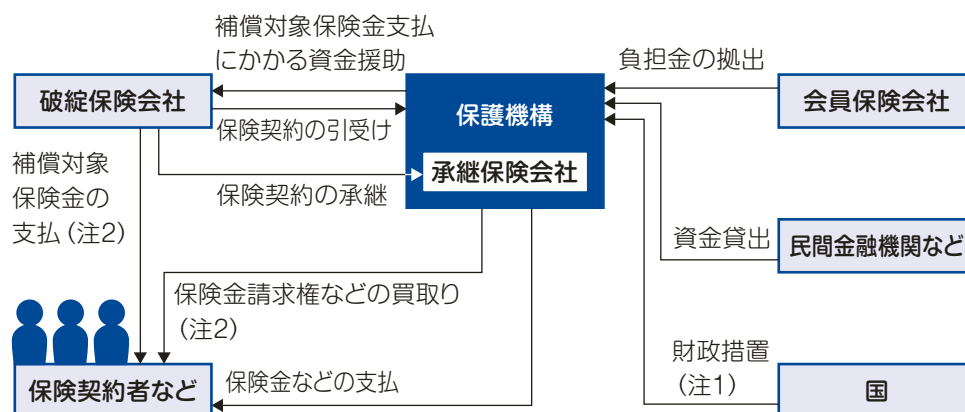 補償対象保険金支払
にかかる資金援助
負担金の拠出
破綻保険会社
保護機構
会員保険会社
保険契約の引受け
補償対象
保険金の
支払(注2)
承継保険会社
保険契約の承継
資金貸出
民間金融機関など
保険金請求権などの買取り
(注2)
財政措置
(注1)
保険契約者など
保険金などの支払
国